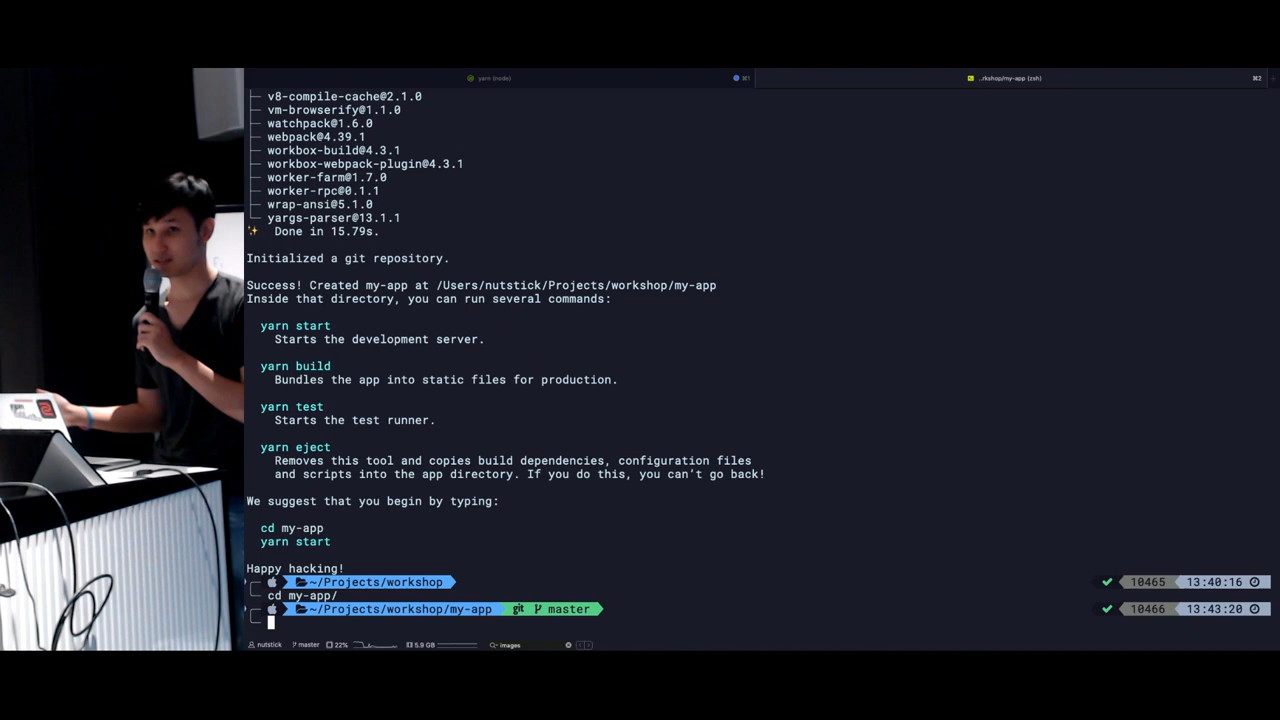 yarn (node)
⌘1
..rkshop/my-app (zsh)
⌘2
├─ v8-compile-cache@2.1.0
├─ vm-browserify@1.1.0
├─ watchpack@1.6.0
├─ webpack@4.39.1
├─ workbox-build@4.3.1
├─ workbox-webpack-plugin@4.3.1
├─ worker-farm@1.7.0
├─ worker-rpc@0.1.1
├─ wrap-ansi@5.1.0
└─ yargs-parser@13.1.1
✨ Done in 15.79s.
Initialized a git repository.
Success! Created my-app at /Users/nutstick/Projects/workshop/my-app
Inside that directory, you can run several commands:
yarn start
Starts the development server.
yarn build
Bundles the app into static files for production.
yarn test
Starts the test runner.
yarn eject
Removes this tool and copies build dependencies, configuration files
and scripts into the app directory. If you do this, you can't go back!
We suggest that you begin by typing:
cd my-app
yarn start
Happy hacking!
~/Projects/workshop ✔ 10465 13:40:16
cd my-app/
~/Projects/workshop/my-app git master ✔ 10466 13:43:20
nutstick master 22% 5.9 GB images